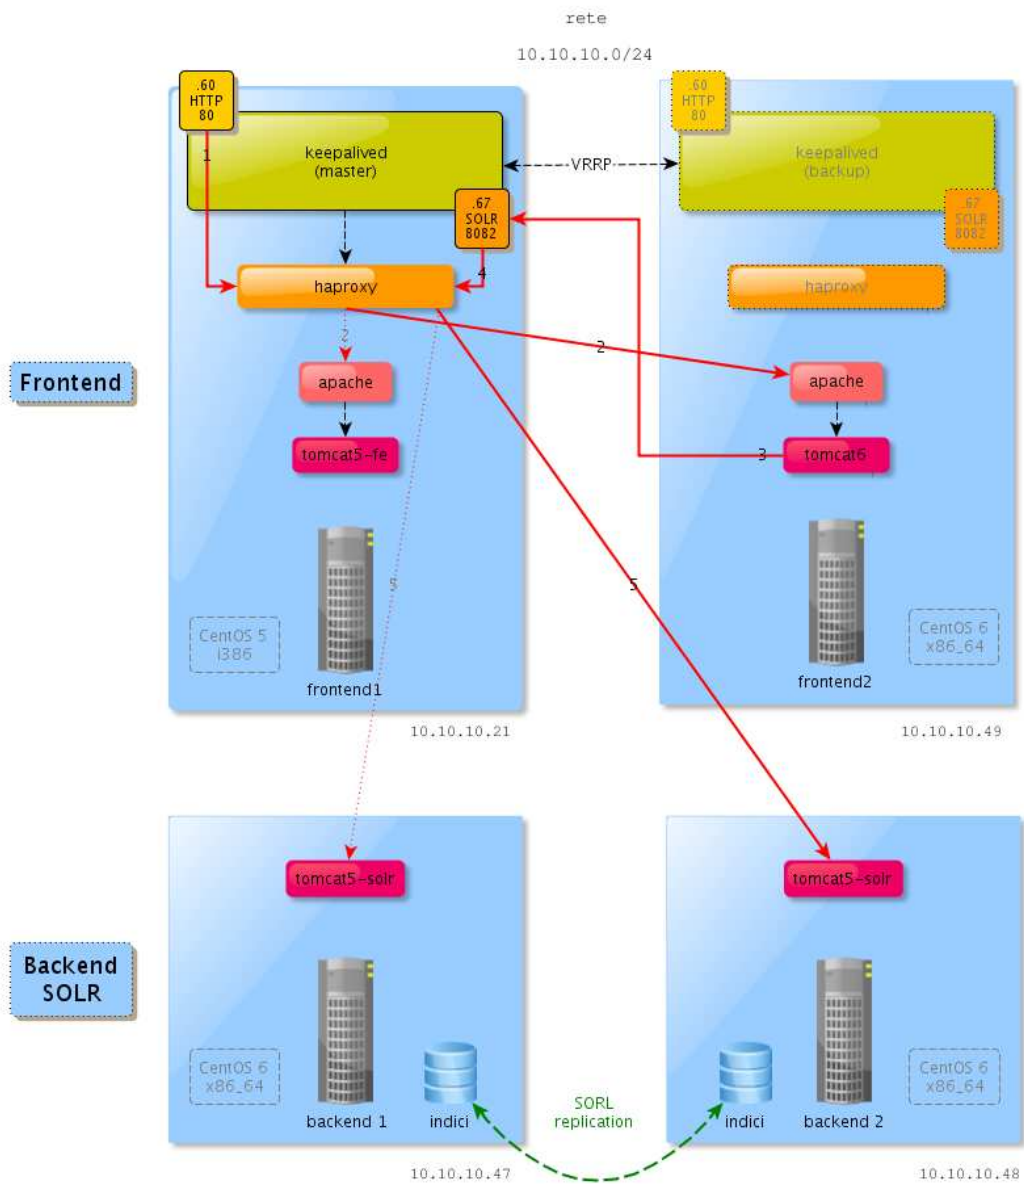 rete
10.10.10.0/24
.60
HTTP
80
keepalived
(master)
1
.67
SOLR
8082
VRRP
.60
HTTP
80
keepalived
(backup)
.67
SOLR
8082
4
haproxy
haproxy
2
2
Frontend
apache
apache
tomcat5-fe
3
tomcat6
5
5
CentOS 5
i386
frontend1
CentOS 6
x86_64
frontend2
10.10.10.21
10.10.10.49
tomcat5-solr
tomcat5-solr
Backend
SOLR
CentOS 6
x86_64
backend 1
indici
SORL
replication
indici
backend 2
CentOS 6
x86_64
10.10.10.47
10.10.10.48